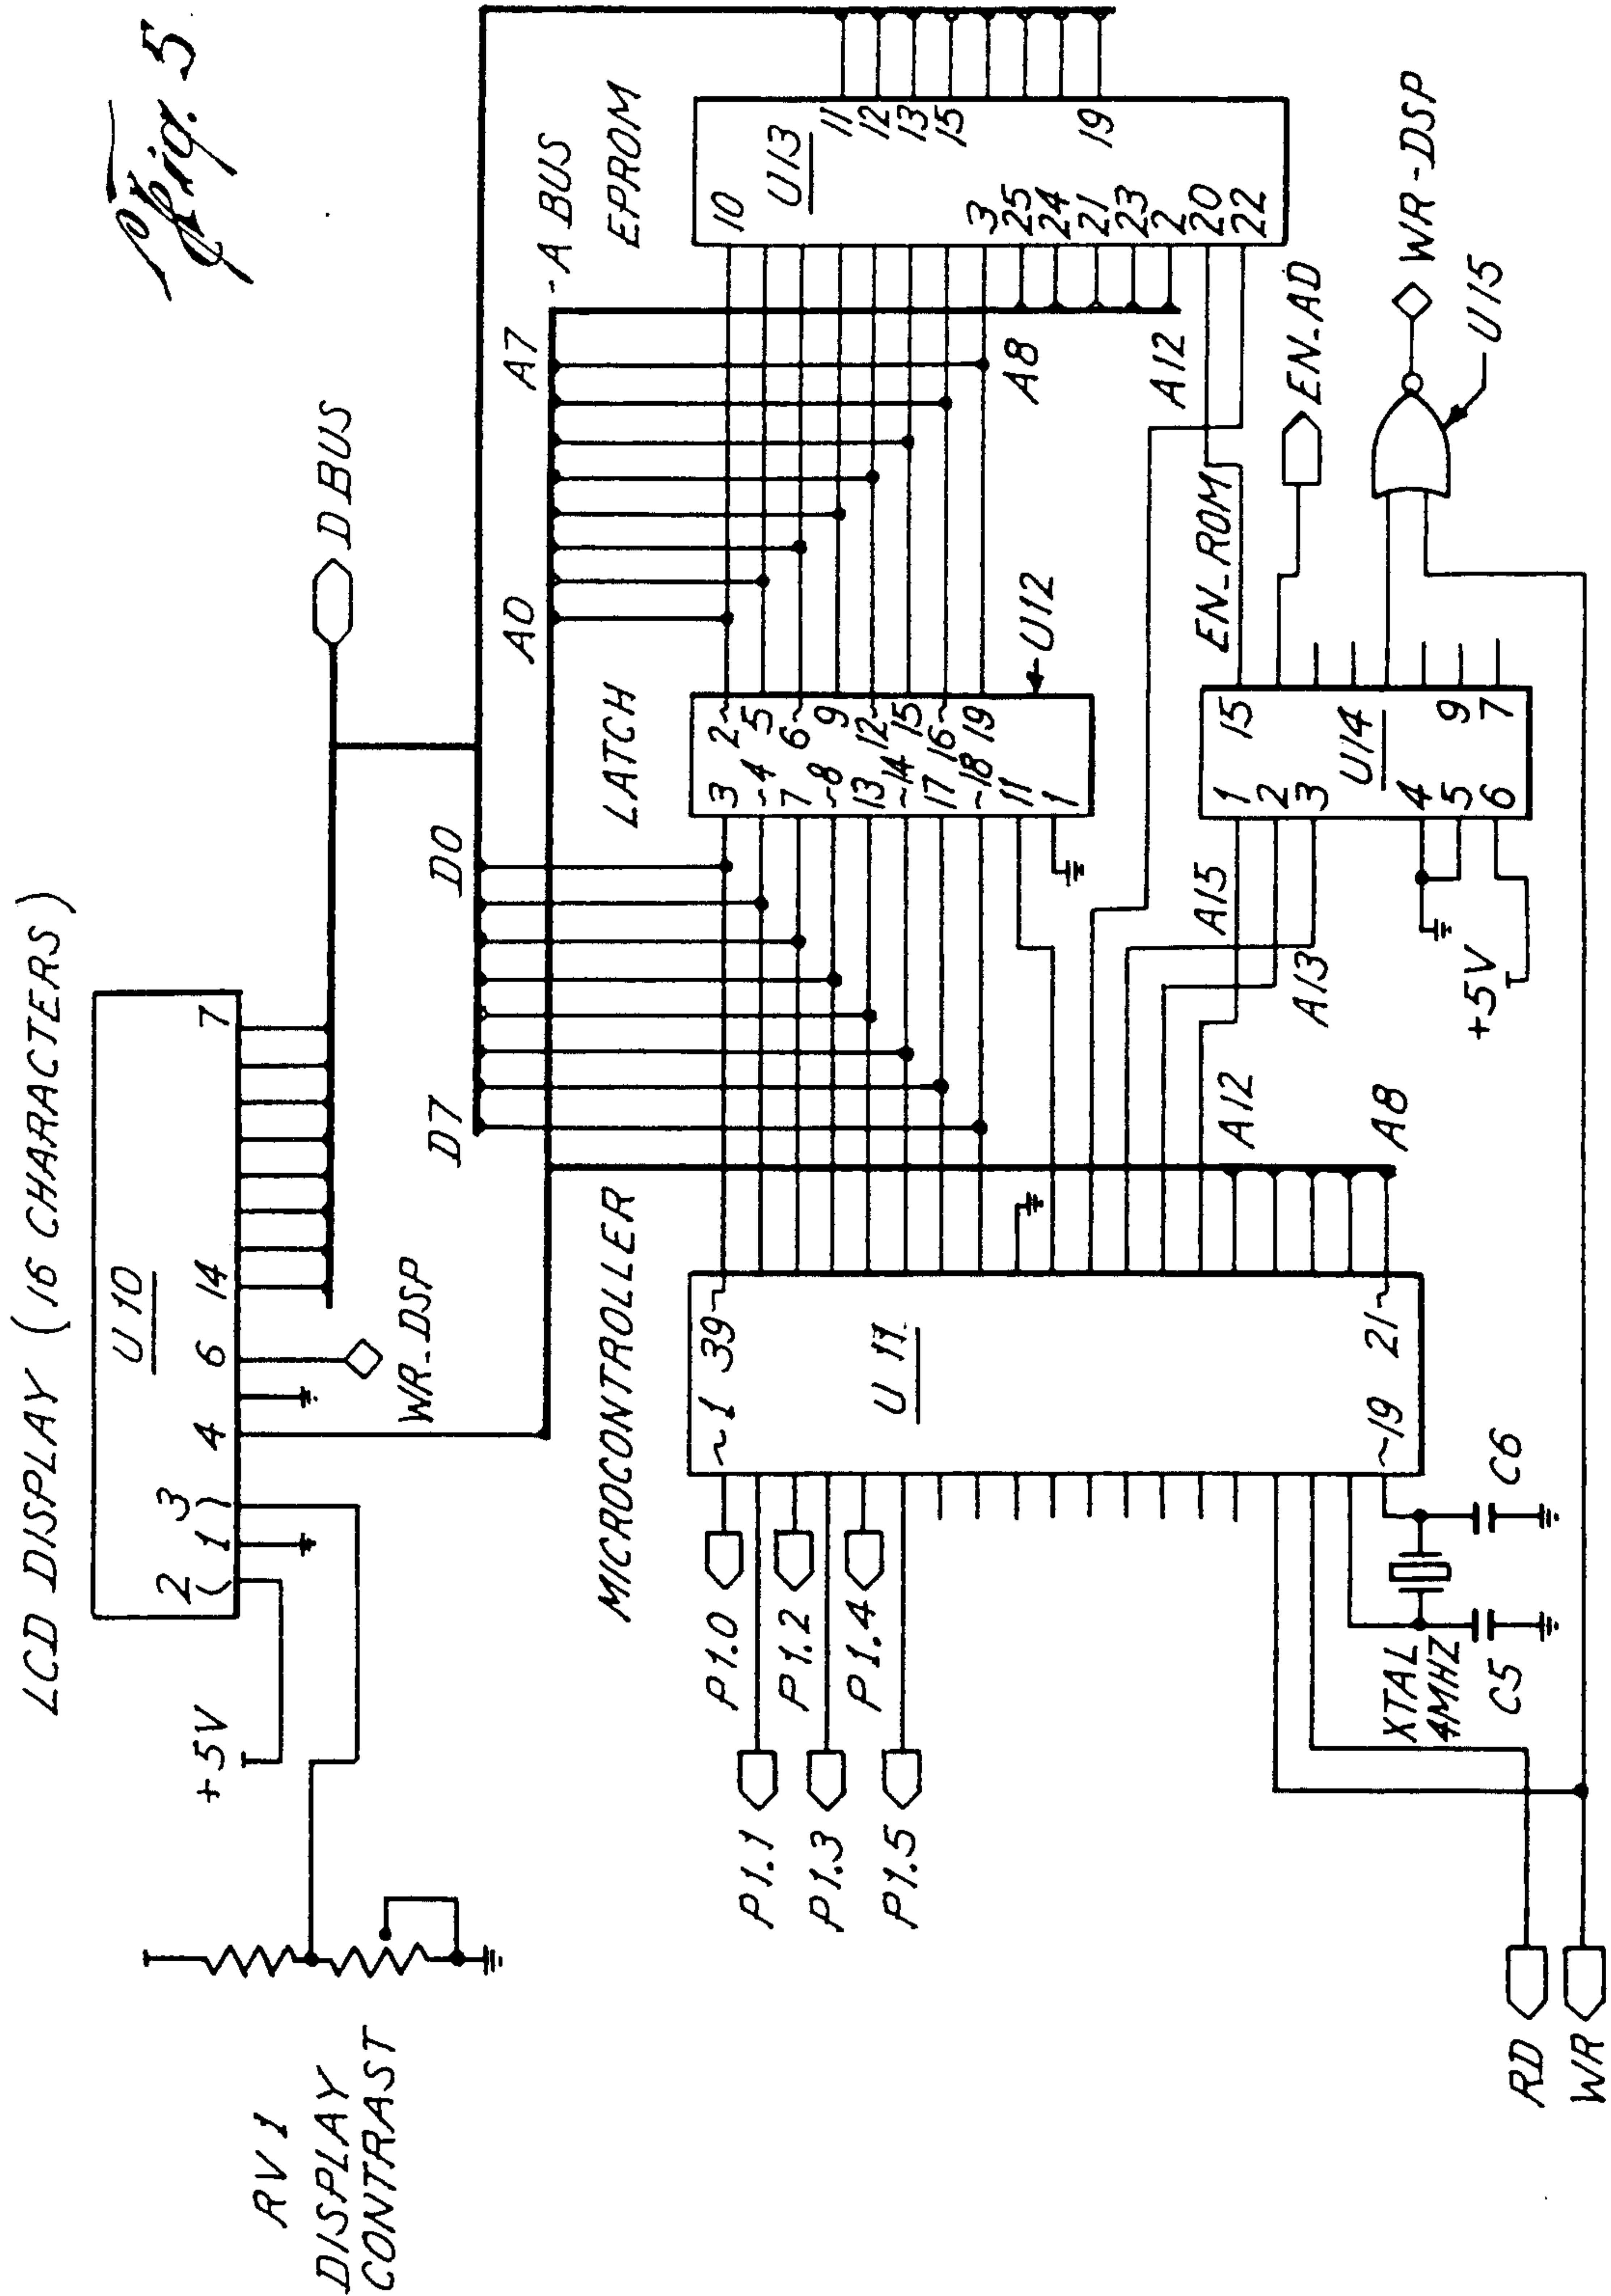 Fig. 5
LCD DISPLAY (16 CHARACTERS)
U10
2 1 3 4 6 14 7
+5V
WR_DSP
D BUS
RV1
DISPLAY
CONTRAST
MICROCONTROLLER
U11
~1 39~
~19 21~
P1.0
P1.1
P1.2
P1.3
P1.4
P1.5
XTAL
4MHZ
C5
C6
RD
WR
D7
D0
A12
A8
LATCH
3 2~
~4 5
7 6~
~8 9
13 12~
~14 15
17 16~
~18 19
11
1
U12
A0
A7
-A BUS
A8
A12
EPROM
U13
10
11
12
13
15
19
3
25
24
21
23
2
20
22
A15
A13
EN_ROM
U14
1 15
2
3
4
5 9
6 7
+5V
EN_AD
WR-DSP
U15